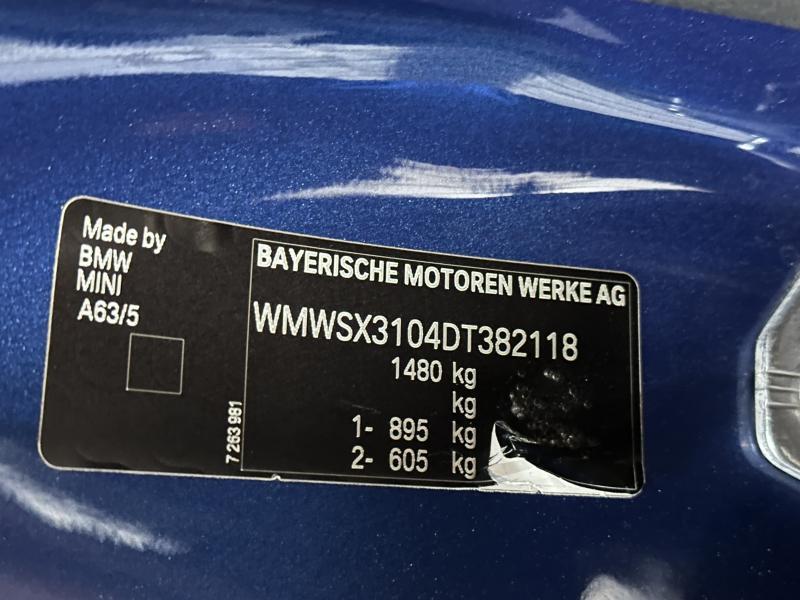 Made by
BMW
MINI
A63/5
7 263 981
BAYERISCHE MOTOREN WERKE AG
WMWSX3104DT382118
1480 kg
kg
1- 895 kg
2- 605 kg